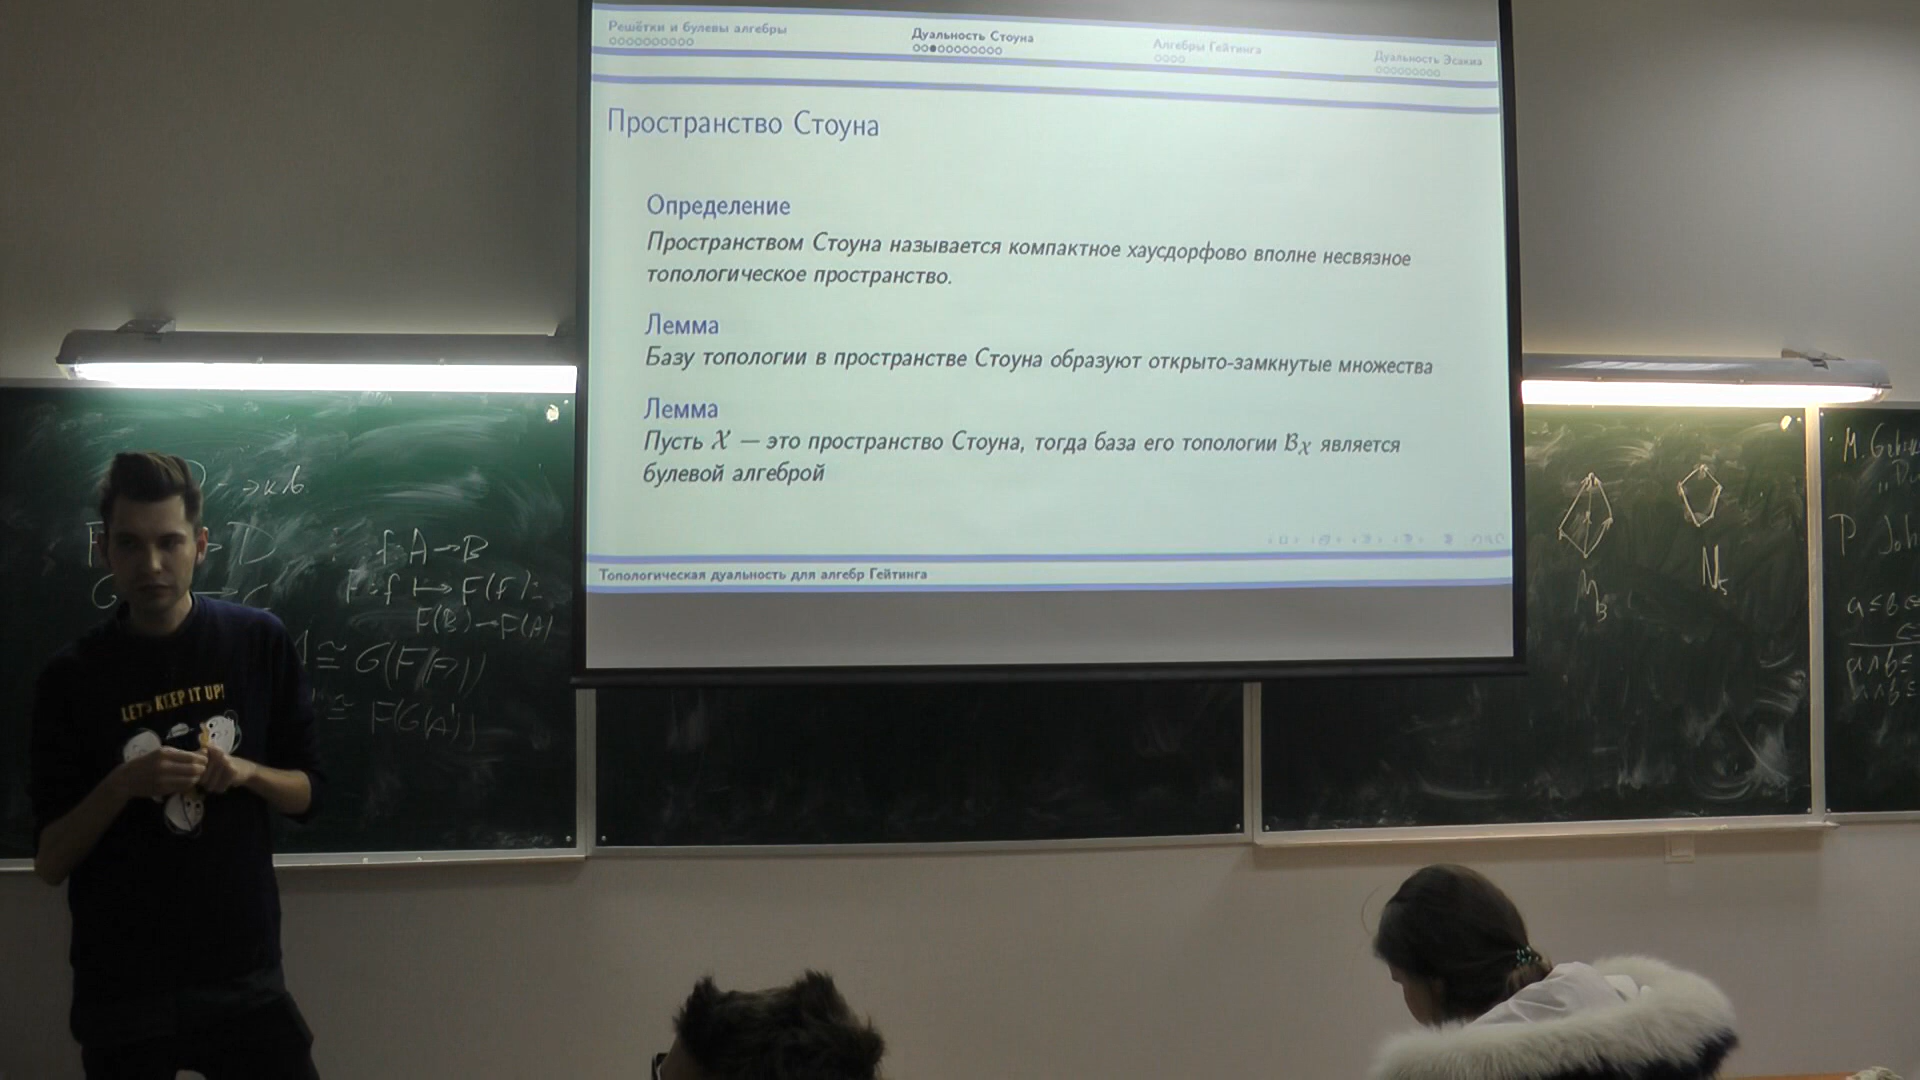 Решётки и булевы алгебры
Дуальность Стоуна
Алгебры Гейтинга
Дуальность Эсакиа
Пространство Стоуна
Определение
Пространством Стоуна называется компактное хаусдорфово вполне несвязное
топологическое пространство.
Лемма
Базу топологии в пространстве Стоуна образуют открыто-замкнутые множества
Лемма
Пусть X — это пространство Стоуна, тогда база его топологии B_X является
булевой алгеброй
Топологическая дуальность для алгебр Гейтинга
- экв.
D
f: A→B
F: f ↦ F(f):
F(B)→F(A)
≅ G(F(A))
≅ F(G(A'))
LET'S KEEP IT UP!
M3
N5
M.
P. Joh
a≤b≤
a∧b≤